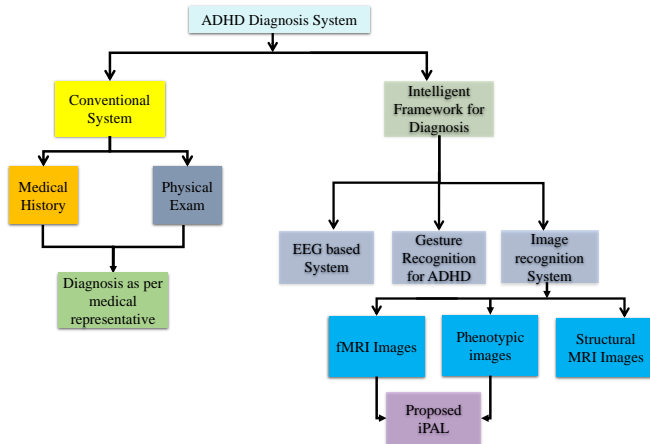 ADHD Diagnosis System
Conventional
System
Intelligent
Framework for
Diagnosis
Medical
History
Physical
Exam
EEG based
System
Gesture
Recognition
for ADHD
Image
recognition
System
Diagnosis as per
medical
representative
fMRI Images
Phenotypic
images
Structural
MRI Images
Proposed
iPAL